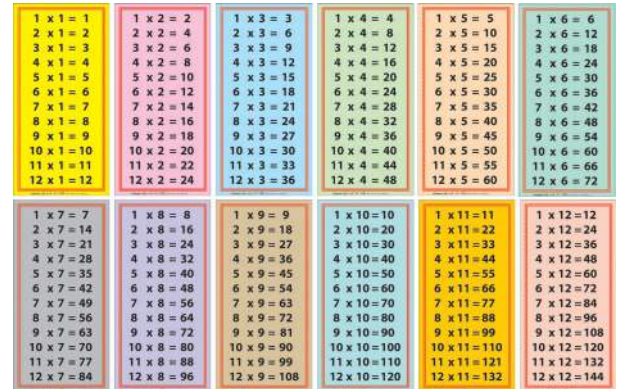 1 x 1 = 1
2 x 1 = 2
3 x 1 = 3
4 x 1 = 4
5 x 1 = 5
6 x 1 = 6
7 x 1 = 7
8 x 1 = 8
9 x 1 = 9
10 x 1 = 10
11 x 1 = 11
12 x 1 = 12
1 x 2 = 2
2 x 2 = 4
3 x 2 = 6
4 x 2 = 8
5 x 2 = 10
6 x 2 = 12
7 x 2 = 14
8 x 2 = 16
9 x 2 = 18
10 x 2 = 20
11 x 2 = 22
12 x 2 = 24
1 x 3 = 3
2 x 3 = 6
3 x 3 = 9
4 x 3 = 12
5 x 3 = 15
6 x 3 = 18
7 x 3 = 21
8 x 3 = 24
9 x 3 = 27
10 x 3 = 30
11 x 3 = 33
12 x 3 = 36
1 x 4 = 4
2 x 4 = 8
3 x 4 = 12
4 x 4 = 16
5 x 4 = 20
6 x 4 = 24
7 x 4 = 28
8 x 4 = 32
9 x 4 = 36
10 x 4 = 40
11 x 4 = 44
12 x 4 = 48
1 x 5 = 5
2 x 5 = 10
3 x 5 = 15
4 x 5 = 20
5 x 5 = 25
6 x 5 = 30
7 x 5 = 35
8 x 5 = 40
9 x 5 = 45
10 x 5 = 50
11 x 5 = 55
12 x 5 = 60
1 x 6 = 6
2 x 6 = 12
3 x 6 = 18
4 x 6 = 24
5 x 6 = 30
6 x 6 = 36
7 x 6 = 42
8 x 6 = 48
9 x 6 = 54
10 x 6 = 60
11 x 6 = 66
12 x 6 = 72
1 x 7 = 7
2 x 7 = 14
3 x 7 = 21
4 x 7 = 28
5 x 7 = 35
6 x 7 = 42
7 x 7 = 49
8 x 7 = 56
9 x 7 = 63
10 x 7 = 70
11 x 7 = 77
12 x 7 = 84
1 x 8 = 8
2 x 8 = 16
3 x 8 = 24
4 x 8 = 32
5 x 8 = 40
6 x 8 = 48
7 x 8 = 56
8 x 8 = 64
9 x 8 = 72
10 x 8 = 80
11 x 8 = 88
12 x 8 = 96
1 x 9 = 9
2 x 9 = 18
3 x 9 = 27
4 x 9 = 36
5 x 9 = 45
6 x 9 = 54
7 x 9 = 63
8 x 9 = 72
9 x 9 = 81
10 x 9 = 90
11 x 9 = 99
12 x 9 = 108
1 x 10 = 10
2 x 10 = 20
3 x 10 = 30
4 x 10 = 40
5 x 10 = 50
6 x 10 = 60
7 x 10 = 70
8 x 10 = 80
9 x 10 = 90
10 x 10 = 100
11 x 10 = 110
12 x 10 = 120
1 x 11 = 11
2 x 11 = 22
3 x 11 = 33
4 x 11 = 44
5 x 11 = 55
6 x 11 = 66
7 x 11 = 77
8 x 11 = 88
9 x 11 = 99
10 x 11 = 110
11 x 11 = 121
12 x 11 = 132
1 x 12 = 12
2 x 12 = 24
3 x 12 = 36
4 x 12 = 48
5 x 12 = 60
6 x 12 = 72
7 x 12 = 84
8 x 12 = 96
9 x 12 = 108
10 x 12 = 120
11 x 12 = 132
12 x 12 = 144